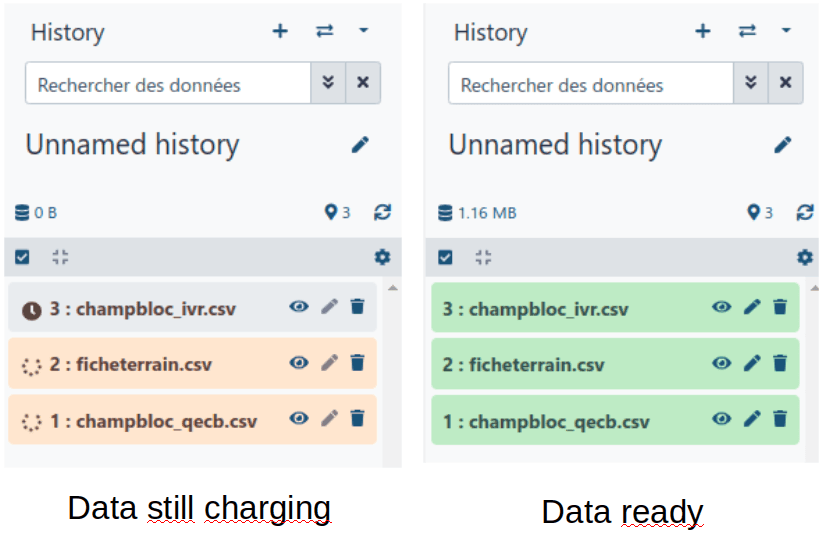 History
Rechercher des données
Unnamed history
0 B
3
3 : champbloc_ivr.csv
2 : ficheterrain.csv
1 : champbloc_qecb.csv
Data still charging
History
Rechercher des données
Unnamed history
1.16 MB
3
3 : champbloc_ivr.csv
2 : ficheterrain.csv
1 : champbloc_qecb.csv
Data ready